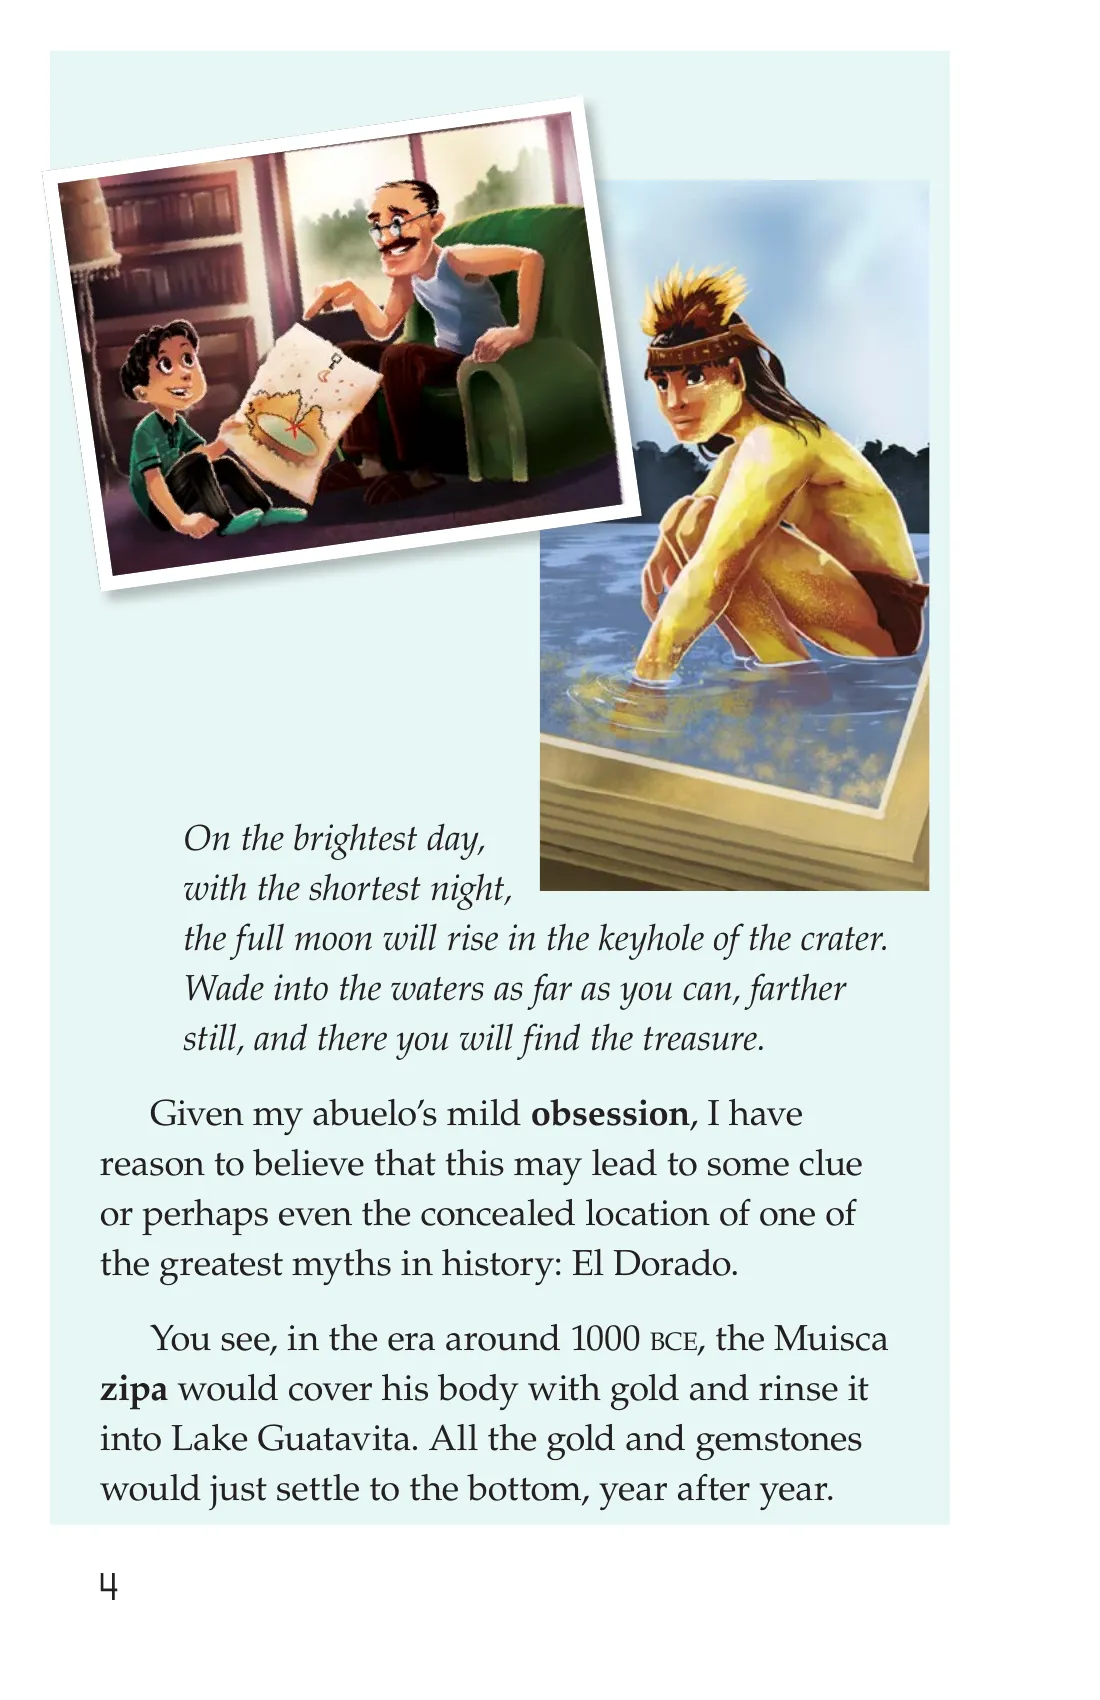 On the brightest day,
with the shortest night,
the full moon will rise in the keyhole of the crater.
Wade into the waters as far as you can, farther
still, and there you will find the treasure.
Given my abuelo’s mild obsession, I have
reason to believe that this may lead to some clue
or perhaps even the concealed location of one of
the greatest myths in history: El Dorado.
You see, in the era around 1000 BCE, the Muisca
zipa would cover his body with gold and rinse it
into Lake Guatavita. All the gold and gemstones
would just settle to the bottom, year after year.
4